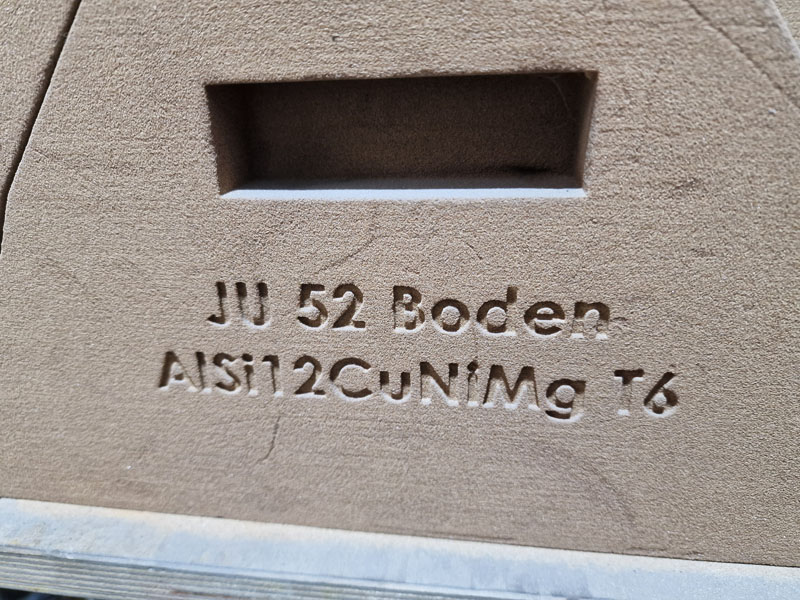 JU 52 Boden
AlSi12CuNiMg T6